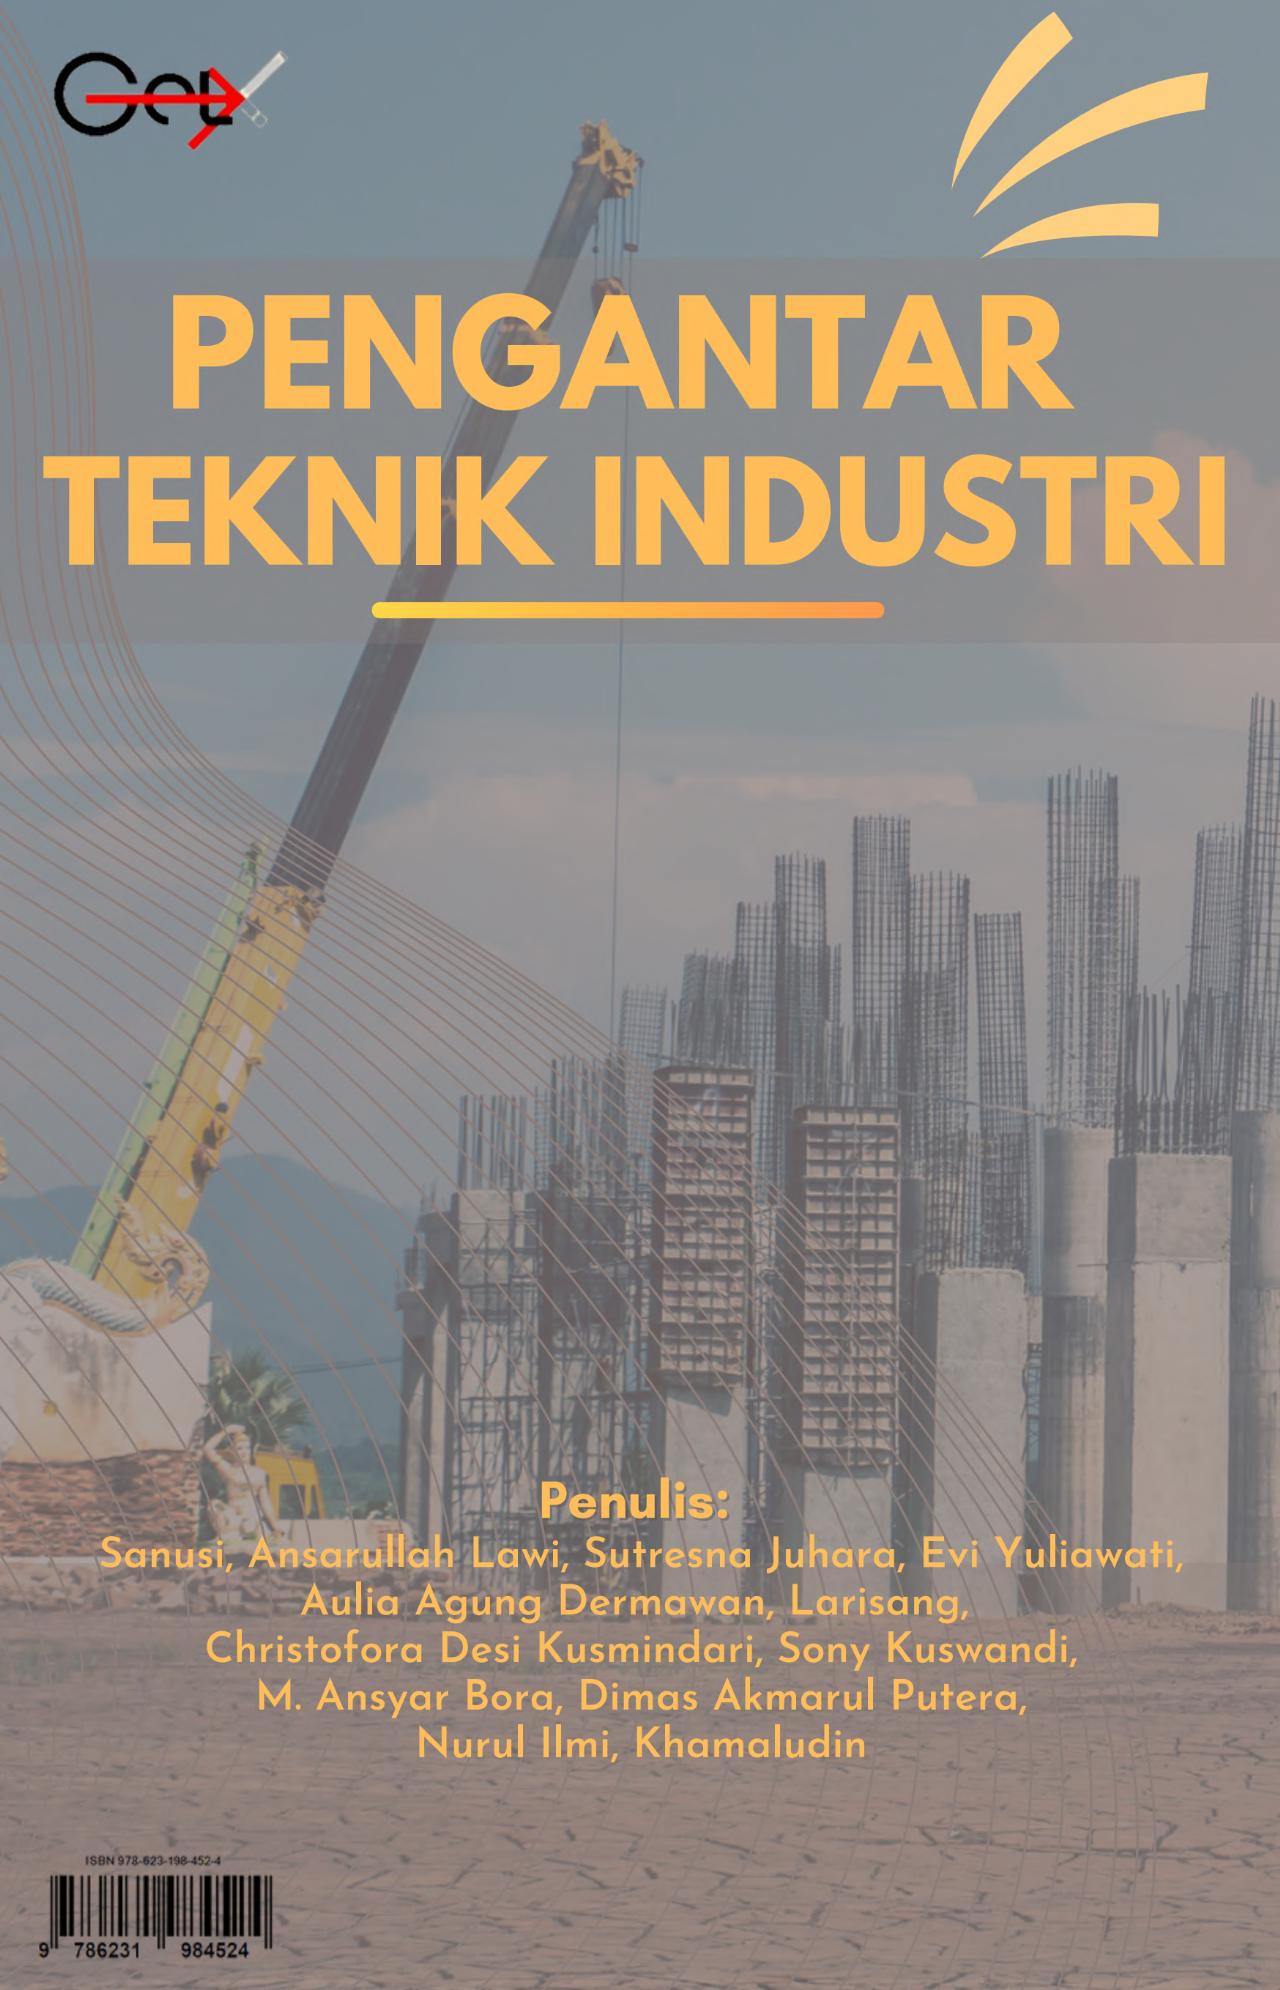 Get
PENGANTAR
TEKNIK INDUSTRI
Penulis:
Sanusi, Ansarullah Lawi, Sutresna Juhara, Evi Yuliawati,
Aulia Agung Dermawan, Larisang,
Christofora Desi Kusmindari, Sony Kuswandi,
M. Ansyar Bora, Dimas Akmarul Putera,
Nurul Ilmi, Khamaludin
ISBN 978-623-198-452-4
9 786231 984524